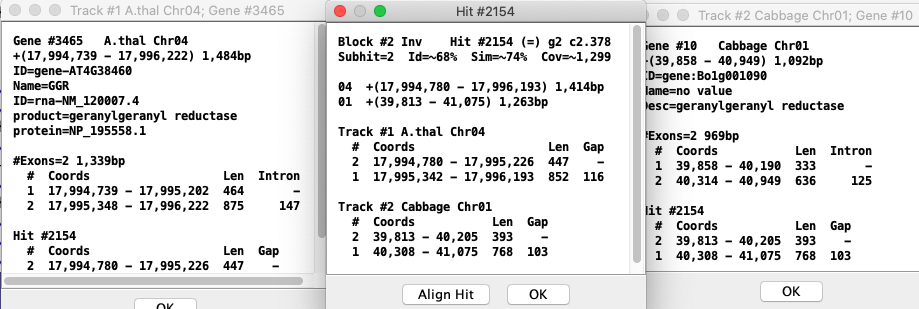 Track #1 A.thal Chr04; Gene #3465
Gene #3465 A.thal Chr04
+(17,994,739 - 17,996,222) 1,484bp
ID=gene-AT4G38460
Name=GGR
ID=rna-NM_120007.4
product=geranylgeranyl reductase
protein=NP_195558.1
#Exons=2 1,339bp
# Coords Len Intron
1 17,994,739 - 17,995,202 464 -
2 17,995,348 - 17,996,222 875 147
Hit #2154
# Coords Len Gap
2 17,994,780 - 17,995,226 447 -
OK
Hit #2154
Block #2 Inv Hit #2154 (=) g2 c2.378
Subhit=2 Id=~68% Sim=~74% Cov=~1,299
04 +(17,994,780 - 17,996,193) 1,414bp
01 +(39,813 - 41,075) 1,263bp
Track #1 A.thal Chr04
# Coords Len Gap
2 17,994,780 - 17,995,226 447 -
1 17,995,342 - 17,996,193 852 116
Track #2 Cabbage Chr01
# Coords Len Gap
2 39,813 - 40,205 393 -
1 40,308 - 41,075 768 103
Align Hit OK
Track #2 Cabbage Chr01; Gene #10
Gene #10 Cabbage Chr01
(39,858 - 40,949) 1,092bp
ID=gene:Bo1g001090
Name=no value
Desc=geranylgeranyl reductase
#Exons=2 969bp
# Coords Len Intron
1 39,858 - 40,190 333 -
2 40,314 - 40,949 636 125
Hit #2154
# Coords Len Gap
2 39,813 - 40,205 393 -
1 40,308 - 41,075 768 103
OK